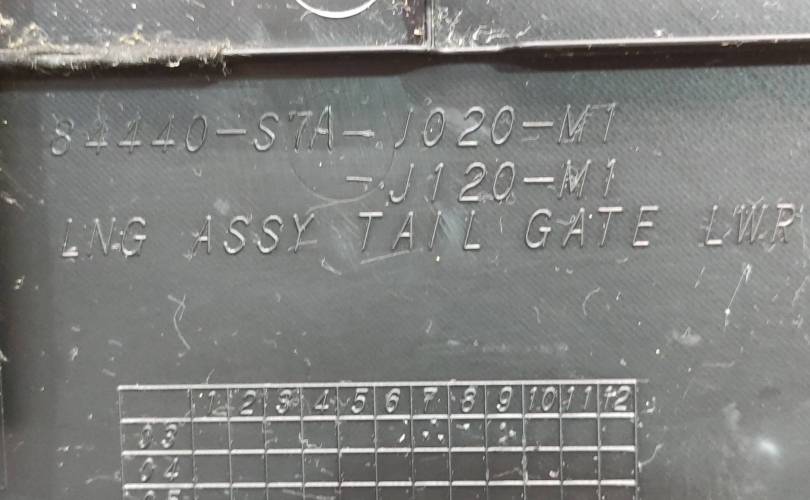 84440-S7A-J020-M1
-J120-M1
LNG ASSY TAIL GATE LWR
1 2 3 4 5 6 7 8 9 10 11 12
03
04
05